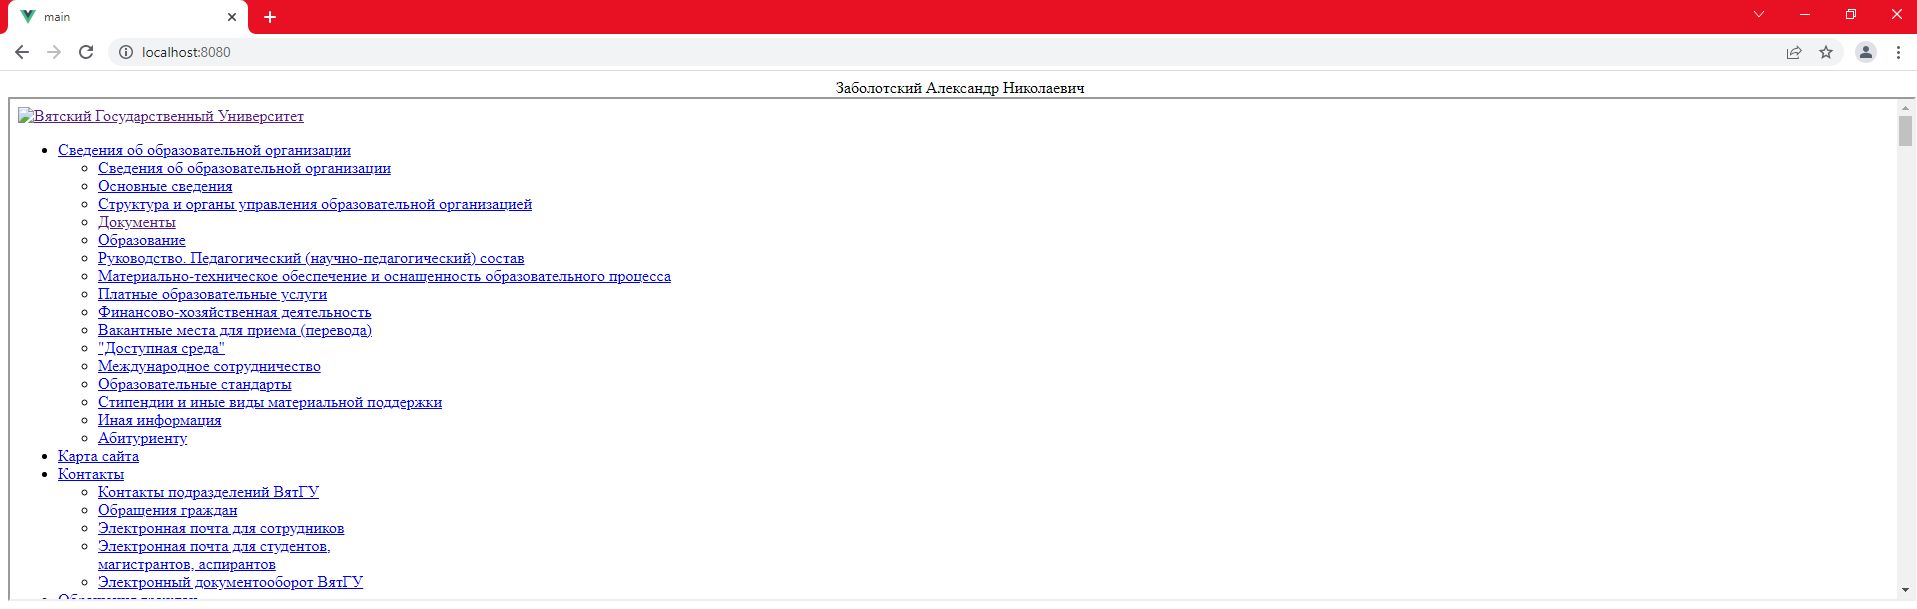 main
localhost:8080
Заболотский Александр Николаевич
Вятский Государственный Университет
Сведения об образовательной организации
Сведения об образовательной организации
Основные сведения
Структура и органы управления образовательной организацией
Документы
Образование
Руководство. Педагогический (научно-педагогический) состав
Материально-техническое обеспечение и оснащенность образовательного процесса
Платные образовательные услуги
Финансово-хозяйственная деятельность
Вакантные места для приема (перевода)
"Доступная среда"
Международное сотрудничество
Образовательные стандарты
Стипендии и иные виды материальной поддержки
Иная информация
Абитуриенту
Карта сайта
Контакты
Контакты подразделений ВятГУ
Обращения граждан
Электронная почта для сотрудников
Электронная почта для студентов,
магистрантов, аспирантов
Электронный документооборот ВятГУ
Обращения граждан